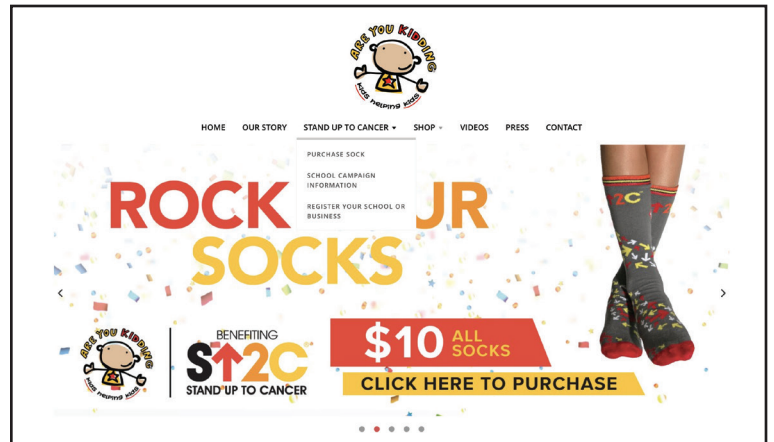 ARE YOU KIDDING
KIDS HELPING KIDS
HOME OUR STORY STAND UP TO CANCER SHOP VIDEOS PRESS CONTACT
PURCHASE SOCK
SCHOOL CAMPAIGN
INFORMATION
REGISTER YOUR SCHOOL OR
BUSINESS
ROCK UR
SOCKS
2C
ARE YOU KIDDING
KIDS HELPING KIDS
BENEFITING
SU2C
STAND UP TO CANCER
$10 ALL
SOCKS
CLICK HERE TO PURCHASE